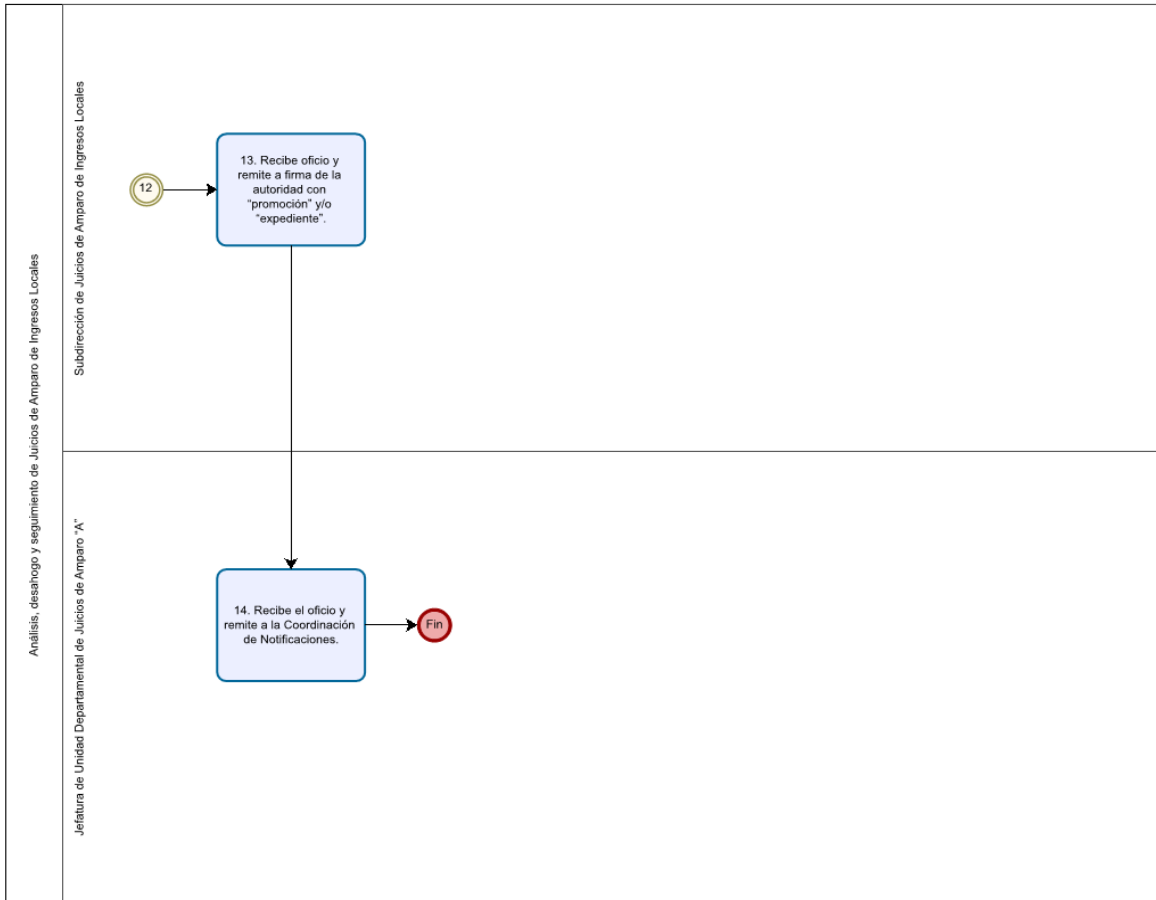 Análisis, desahogo y seguimiento de Juicios de Amparo de Ingresos Locales
Subdirección de Juicios de Amparo de Ingresos Locales
12
13. Recibe oficio y
remite a firma de la
autoridad con
“promoción” y/o
“expediente”.
Jefatura de Unidad Departamental de Juicios de Amparo “A”
14. Recibe el oficio y
remite a la Coordinación
de Notificaciones.
Fin